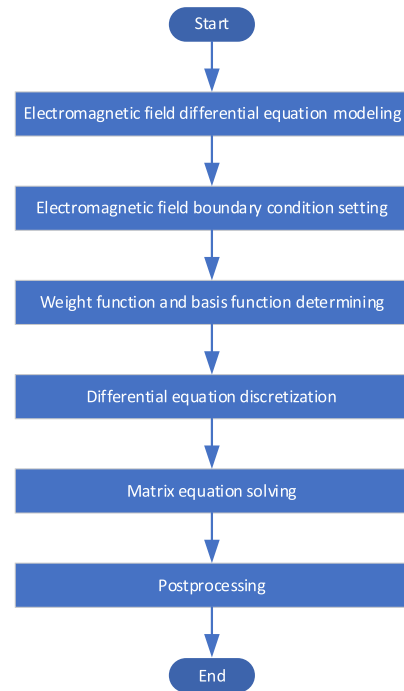 Start
Electromagnetic field differential equation modeling
Electromagnetic field boundary condition setting
Weight function and basis function determining
Differential equation discretization
Matrix equation solving
Postprocessing
End